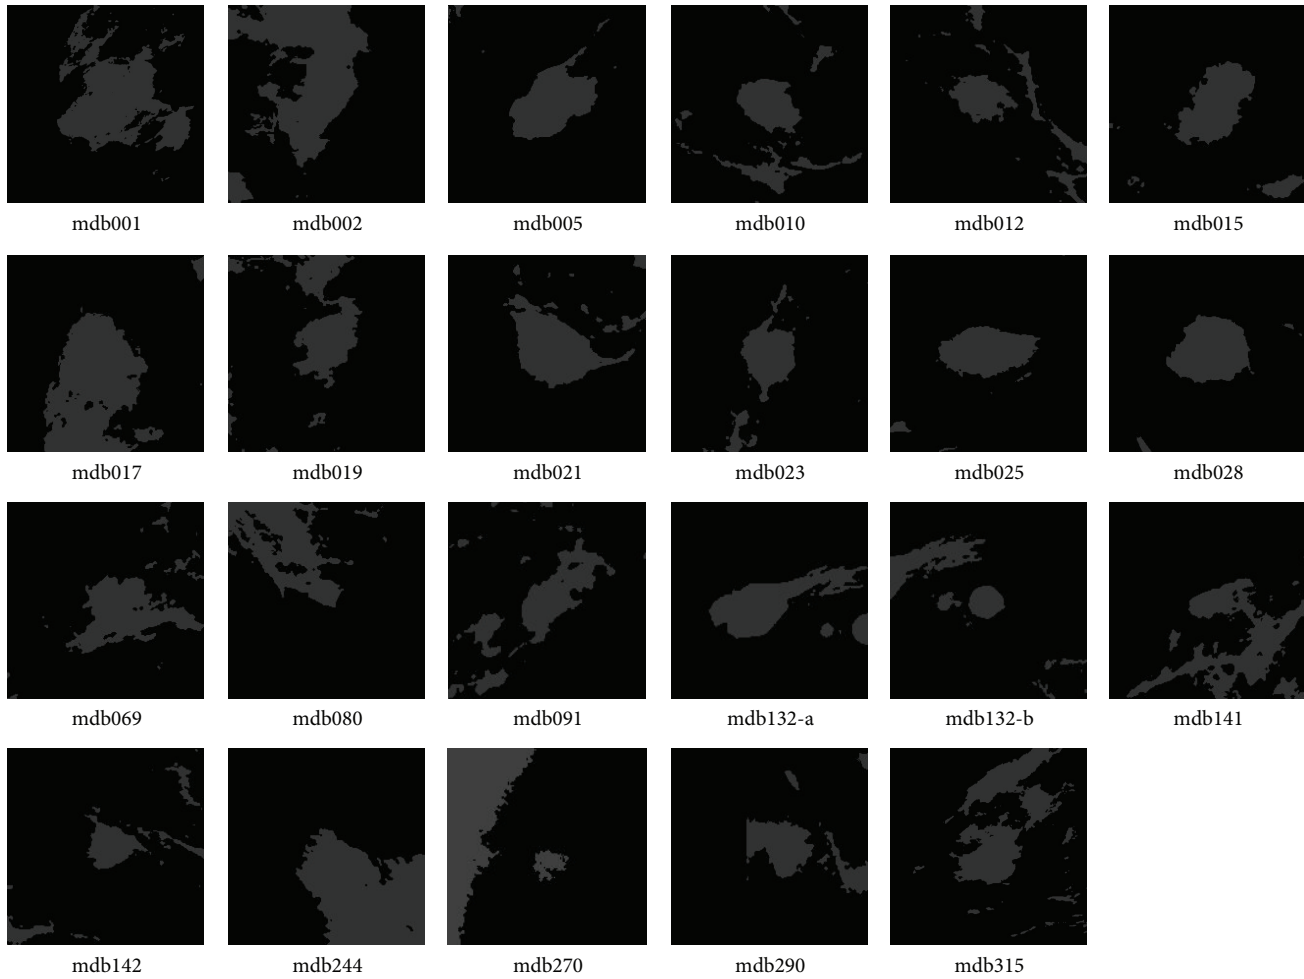 mdb001 mdb002 mdb005 mdb010 mdb012 mdb015
mdb017 mdb019 mdb021 mdb023 mdb025 mdb028
mdb069 mdb080 mdb091 mdb132-a mdb132-b mdb141
mdb142 mdb244 mdb270 mdb290 mdb315